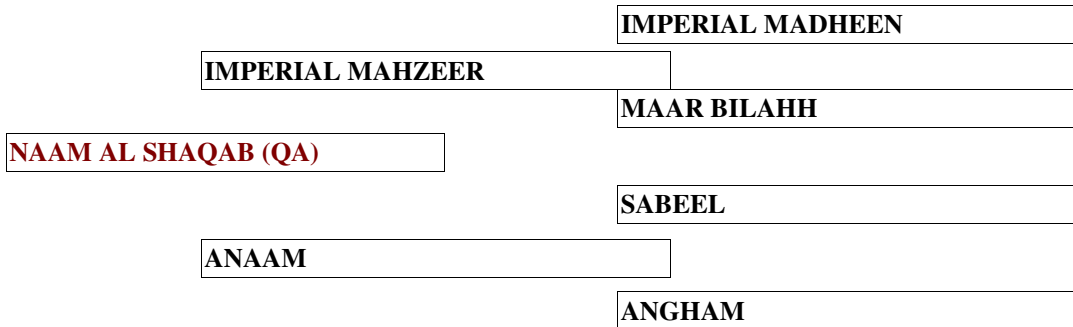 IMPERIAL MADHEEN
IMPERIAL MAHZEER
MAAR BILAHH
NAAM AL SHAQAB (QA)
SABEEL
ANAAM
ANGHAM